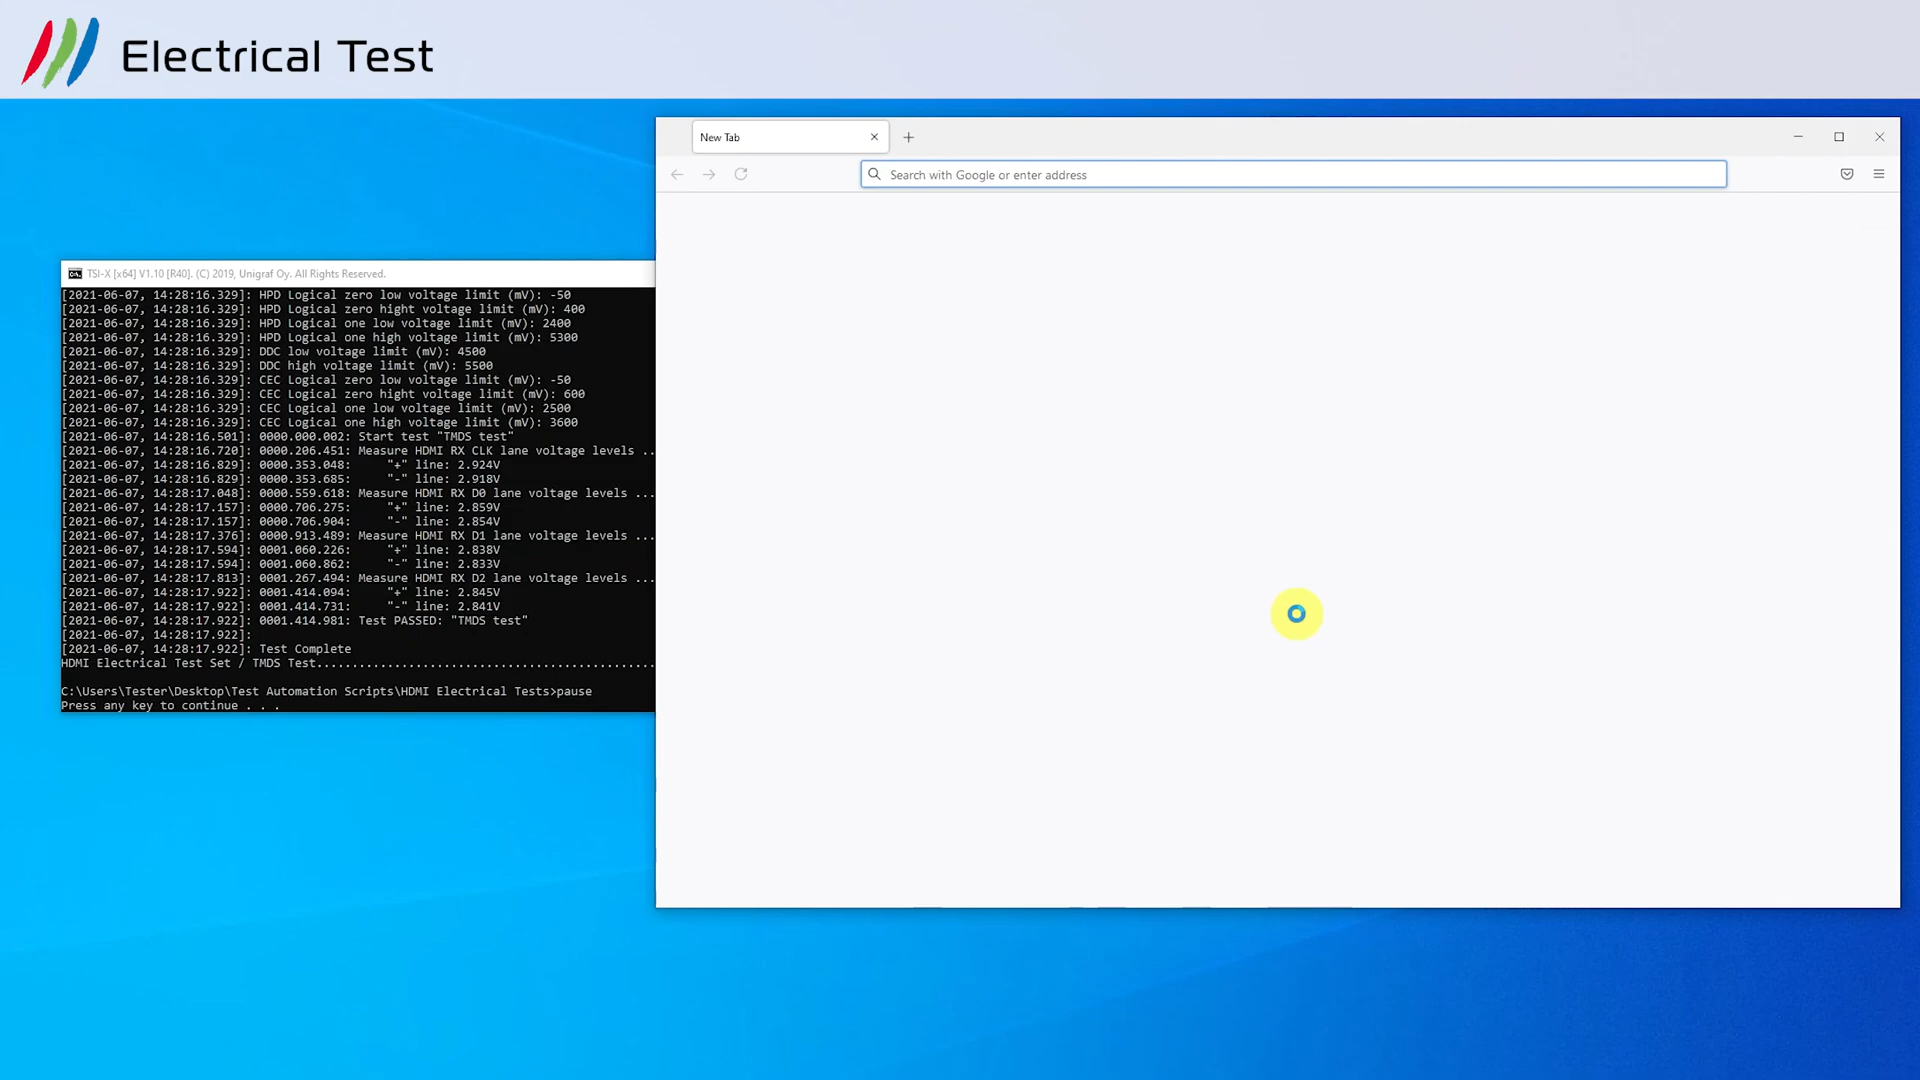 Electrical Test
New Tab
Search with Google or enter address
TSI-X [x64] V1.10 [R40]. (C) 2019, Unigraf Oy. All Rights Reserved.
[2021-06-07, 14:28:16.329]: HPD Logical zero low voltage limit (mV): -50
[2021-06-07, 14:28:16.329]: HPD Logical zero hight voltage limit (mV): 400
[2021-06-07, 14:28:16.329]: HPD Logical one low voltage limit (mV): 2400
[2021-06-07, 14:28:16.329]: HPD Logical one high voltage limit (mV): 5300
[2021-06-07, 14:28:16.329]: DDC low voltage limit (mV): 4500
[2021-06-07, 14:28:16.329]: DDC high voltage limit (mV): 5500
[2021-06-07, 14:28:16.329]: CEC Logical zero low voltage limit (mV): -50
[2021-06-07, 14:28:16.329]: CEC Logical zero hight voltage limit (mV): 600
[2021-06-07, 14:28:16.329]: CEC Logical one low voltage limit (mV): 2500
[2021-06-07, 14:28:16.329]: CEC Logical one high voltage limit (mV): 3600
[2021-06-07, 14:28:16.501]: 0000.000.002: Start test "TMDS test"
[2021-06-07, 14:28:16.720]: 0000.206.451: Measure HDMI RX CLK lane voltage levels ..
[2021-06-07, 14:28:16.829]: 0000.353.048: "+" line: 2.924V
[2021-06-07, 14:28:16.829]: 0000.353.685: "-" line: 2.918V
[2021-06-07, 14:28:17.048]: 0000.559.618: Measure HDMI RX D0 lane voltage levels ...
[2021-06-07, 14:28:17.157]: 0000.706.275: "+" line: 2.859V
[2021-06-07, 14:28:17.157]: 0000.706.904: "-" line: 2.854V
[2021-06-07, 14:28:17.376]: 0000.913.489: Measure HDMI RX D1 lane voltage levels ...
[2021-06-07, 14:28:17.594]: 0001.060.226: "+" line: 2.838V
[2021-06-07, 14:28:17.594]: 0001.060.862: "-" line: 2.833V
[2021-06-07, 14:28:17.813]: 0001.267.494: Measure HDMI RX D2 lane voltage levels ...
[2021-06-07, 14:28:17.922]: 0001.414.094: "+" line: 2.845V
[2021-06-07, 14:28:17.922]: 0001.414.731: "-" line: 2.841V
[2021-06-07, 14:28:17.922]: 0001.414.981: Test PASSED: "TMDS test"
[2021-06-07, 14:28:17.922]:
[2021-06-07, 14:28:17.922]: Test Complete
HDMI Electrical Test Set / TMDS Test...............................................
C:\Users\Tester\Desktop\Test Automation Scripts\HDMI Electrical Tests>pause
Press any key to continue . . .